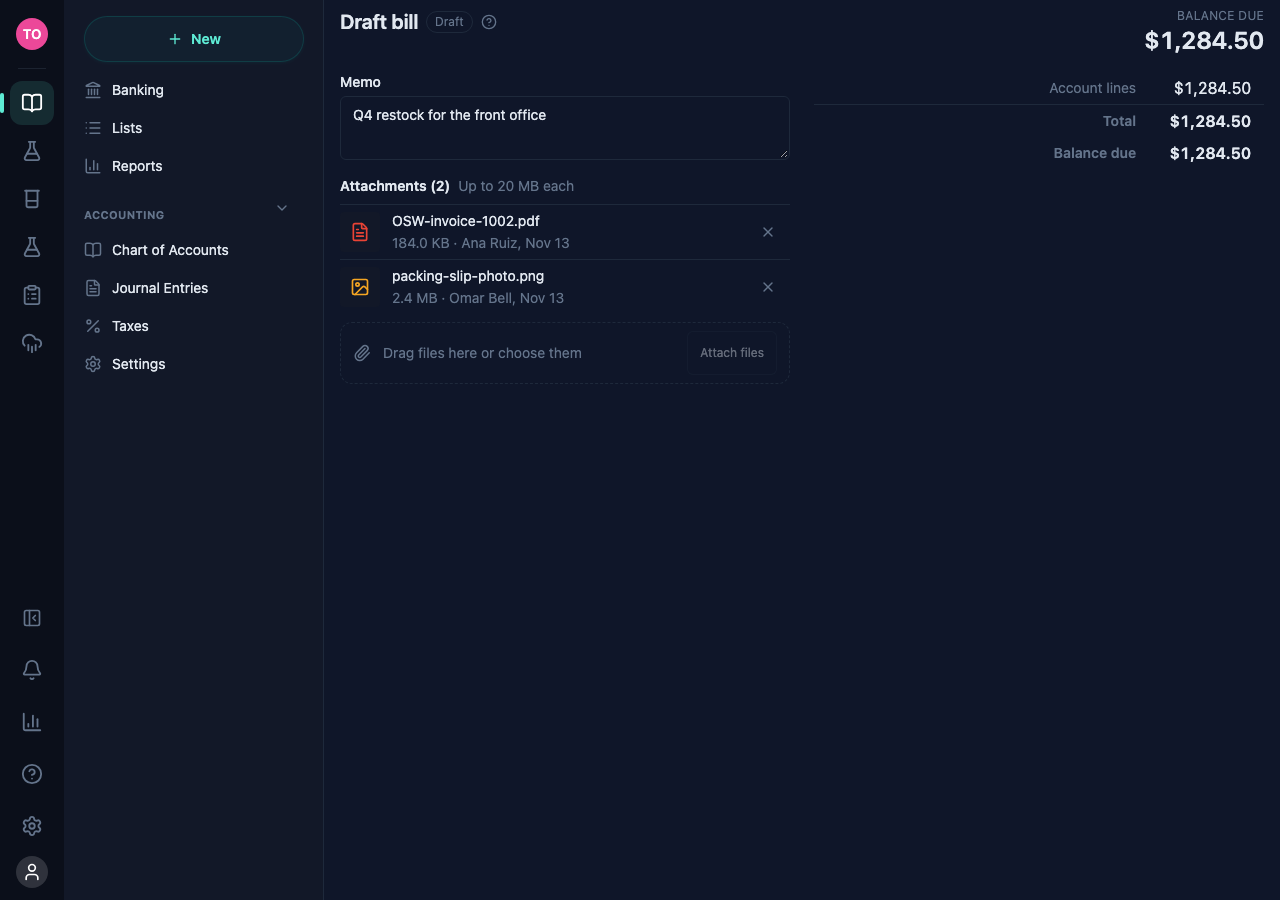 TO
New
Banking
Lists
Reports
ACCOUNTING
Chart of Accounts
Journal Entries
Taxes
Settings
Draft bill
Draft
BALANCE DUE
$1,284.50
Memo
Q4 restock for the front office
Account lines $1,284.50
Total $1,284.50
Balance due $1,284.50
Attachments (2) Up to 20 MB each
OSW-invoice-1002.pdf
184.0 KB · Ana Ruiz, Nov 13
packing-slip-photo.png
2.4 MB · Omar Bell, Nov 13
Drag files here or choose them
Attach files